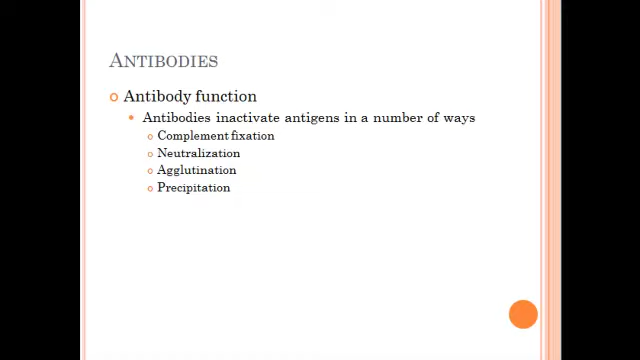 ANTIBODIES
Antibody function
Antibodies inactivate antigens in a number of ways
Complement fixation
Neutralization
Agglutination
Precipitation